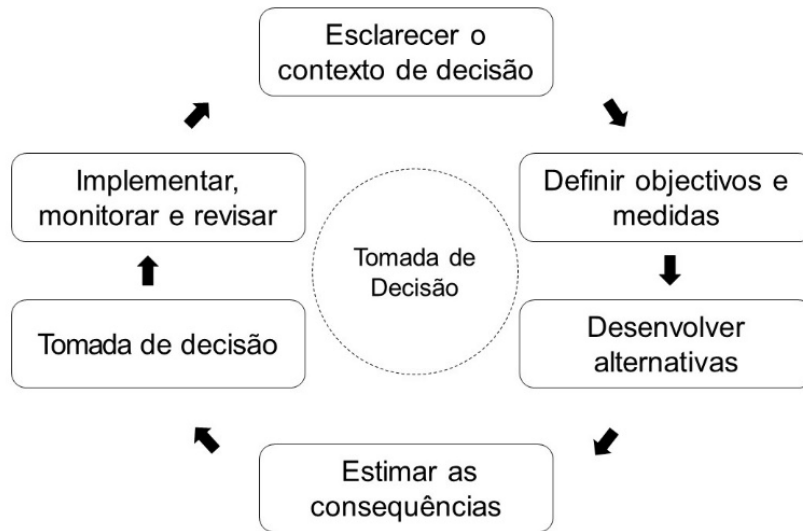 Esclarecer o
contexto de decisão
Definir objectivos e
medidas
Desenvolver
alternativas
Estimar as
consequências
Tomada de decisão
Implementar,
monitorar e revisar
Tomada de
Decisão